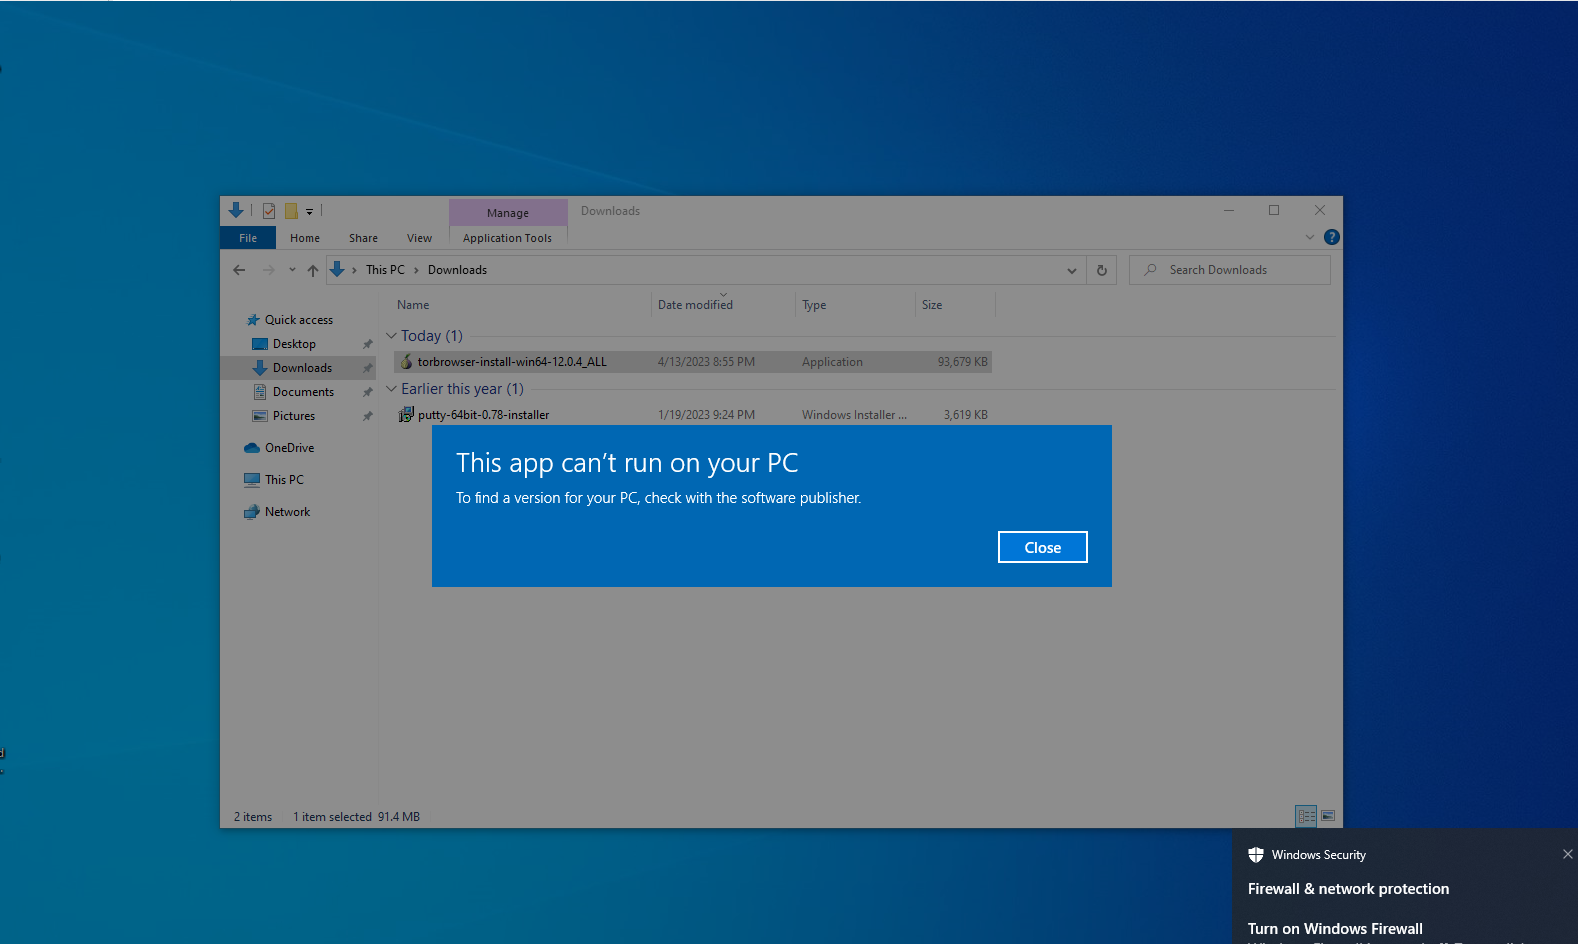 Manage
Downloads
File
Home
Share
View
Application Tools
?
This PC
Downloads
Search Downloads
Name
Date modified
Type
Size
Quick access
Desktop
Downloads
Documents
Pictures
OneDrive
This PC
Network
Today (1)
torbrowser-install-win64-12.0.4_ALL
4/13/2023 8:55 PM
Application
93,679 KB
Earlier this year (1)
putty-64bit-0.78-installer
1/19/2023 9:24 PM
Windows Installer ...
3,619 KB
This app can't run on your PC
To find a version for your PC, check with the software publisher.
Close
2 items
1 item selected
91.4 MB
Windows Security
Firewall & network protection
Turn on Windows Firewall